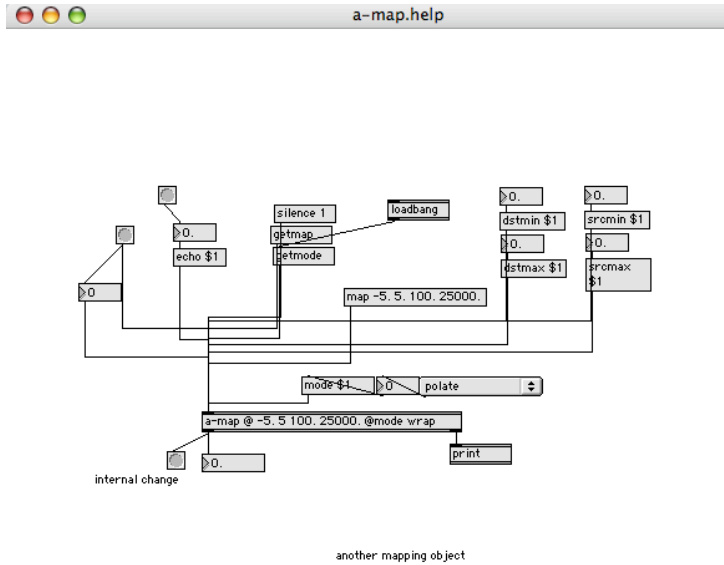 a-map.help
0.
silence 1
loadbang
dstmin $1
srcmin $1
0.
getmap
0.
0.
echo $1
getmode
dstmax $1
srcmax
$1
0
map -5. 5. 100. 25000.
mode $1
0
polate
a-map @ -5. 5 100. 25000. @mode wrap
0.
print
internal change
another mapping object